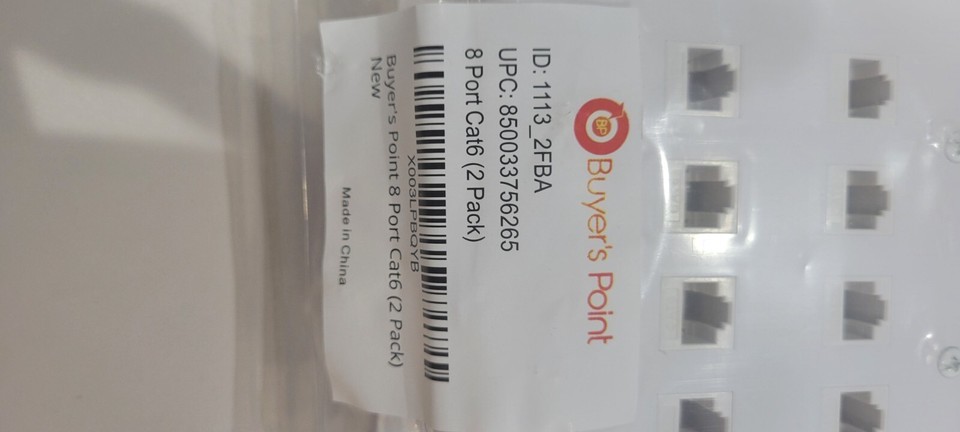 BP Buyer's Point
ID: 1113_2FBA
UPC: 850033756265
8 Port Cat6 (2 Pack)
X003LPBQYB
Buyer's Point 8 Port Cat6 (2 Pack)
New
Made in China